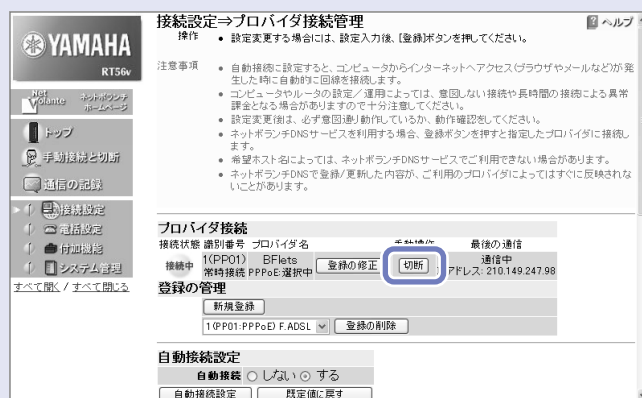 YAMAHA
RT56v
Net Volante ネットボランチ ホームページ
トップ
手動接続と切断
通信の記録
接続設定
電話設定
付加機能
システム管理
すべて開く / すべて閉じる
接続設定⇒プロバイダ接続管理
ヘルプ
操作 • 設定変更する場合には、設定入力後、[登録]ボタンを押してください。
注意事項 • 自動接続に設定すると、コンピュータからインターネットへアクセス(ブラウザやメールなど)が発
生した時に自動的に回線を接続します。
• コンピュータやルータの設定/運用によっては、意図しない接続や長時間の接続による異常
課金となる場合がありますので十分注意してください。
• 設定変更後は、必ず意図通り動作しているか、動作確認をしてください。
• ネットボランチDNSサービスを利用する場合、登録ボタンを押すと指定したプロバイダに接続し
ます。
• 希望ホスト名によっては、ネットボランチDNSサービスでご利用できない場合があります。
• ネットボランチDNSで登録/更新した内容が、ご利用のプロバイダによってはすぐに反映されな
いことがあります。
プロバイダ接続
接続状態 識別番号 プロバイダ名 手動操作 最後の通信
接続中 1(PP01) BFlets 登録の修正 切断 通信中
常時接続 PPPoE:選択中 アドレス: 210.149.247.98
登録の管理
新規登録
1(PP01:PPPoE) F.ADSL 登録の削除
自動接続設定
自動接続 しない する
自動接続設定 既定値に戻す